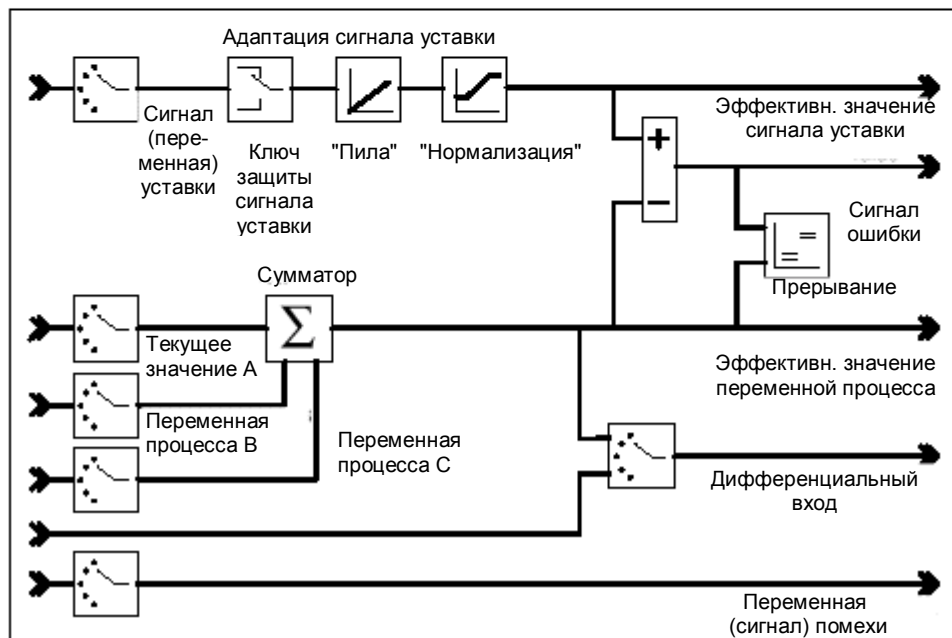 Адаптация сигнала уставки
Сигнал
(пере-
менная)
уставки
Ключ
защиты
сигнала
уставки
"Пила"
"Нормализация"
Эффективн. значение
сигнала уставки
+
−
Сигнал
ошибки
=
=
Прерывание
Сумматор
Σ
Текущее
значение А
Эффективн. значение
переменной процесса
Переменная
процесса В
Переменная
процесса С
Дифференциальный
вход
Переменная
(сигнал) помехи